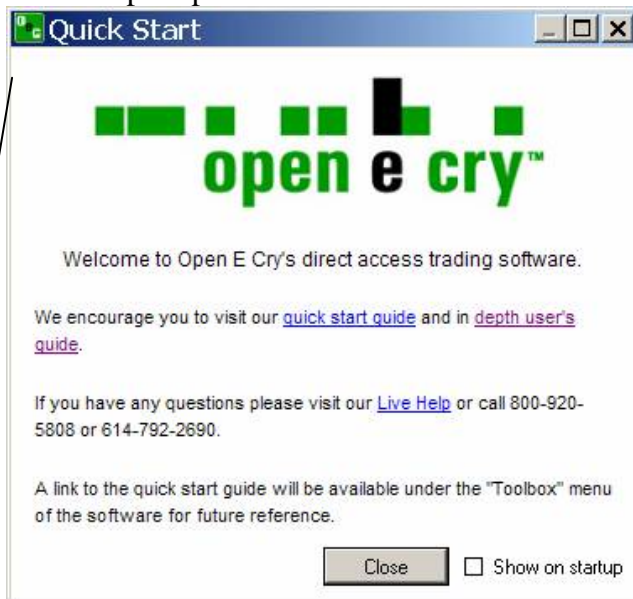 Quick Start
open e cry™
Welcome to Open E Cry's direct access trading software.
We encourage you to visit our quick start guide and in depth user's
guide.
If you have any questions please visit our Live Help or call 800-920-
5808 or 614-792-2690.
A link to the quick start guide will be available under the "Toolbox" menu
of the software for future reference.
Close Show on startup